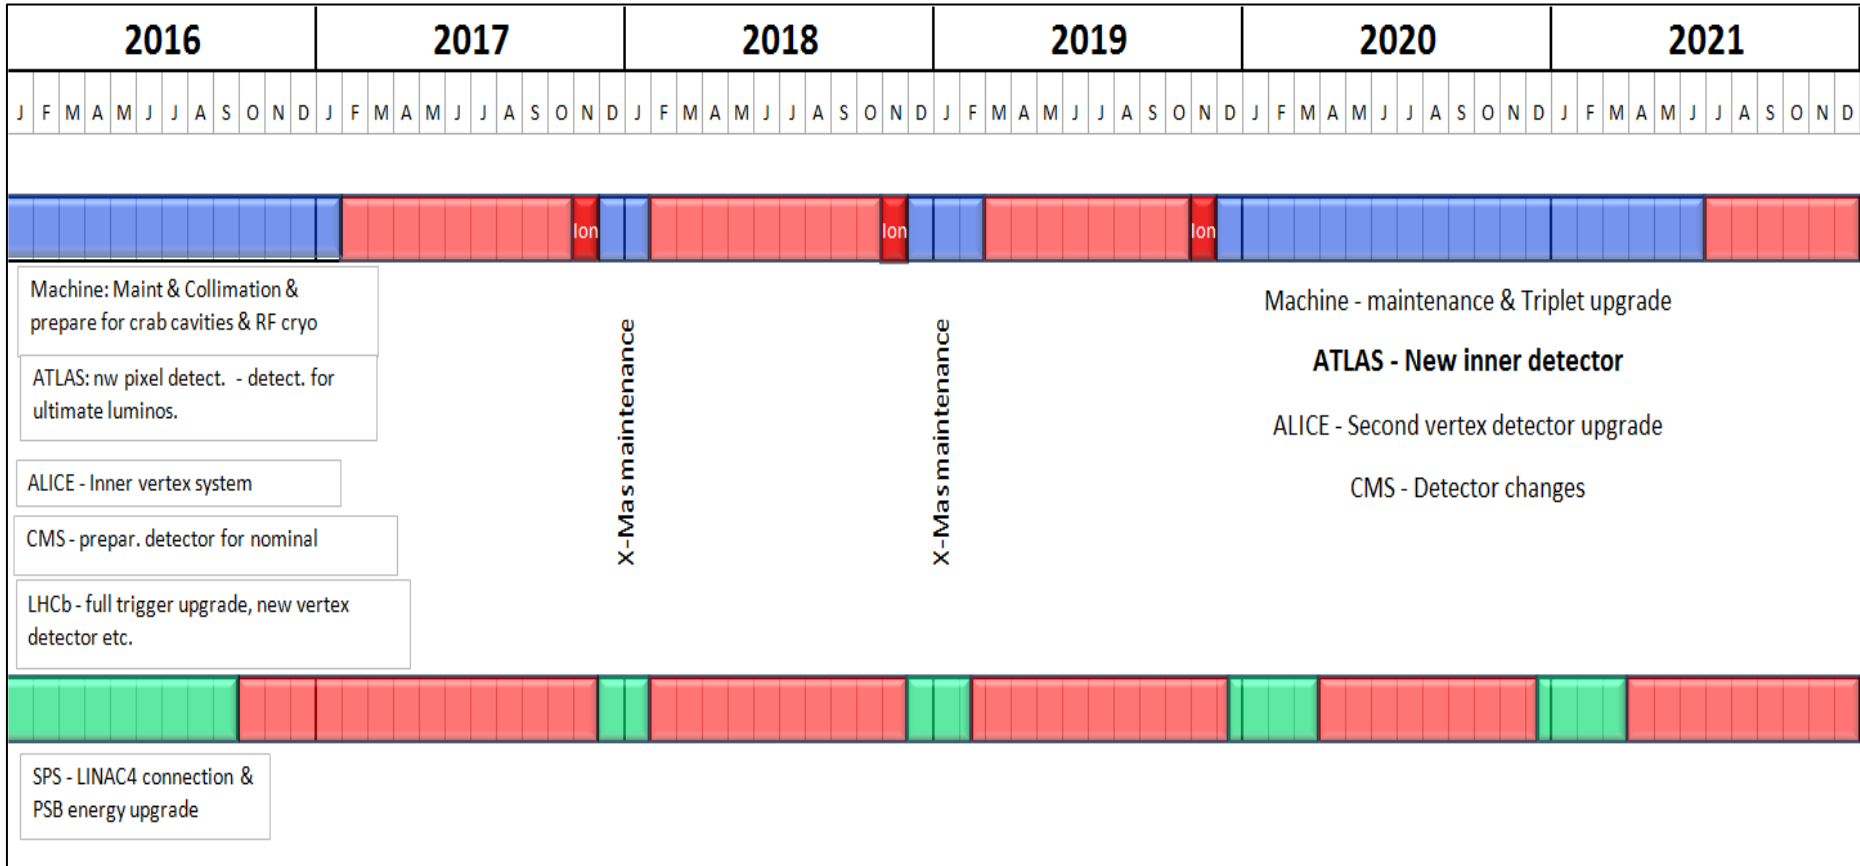 2016 2017 2018 2019 2020 2021
J F M A M J J A S O N D J F M A M J J A S O N D J F M A M J J A S O N D J F M A M J J A S O N D J F M A M J J A S O N D J F M A M J J A S O N D
Ion Ion Ion
Machine: Maint & Collimation &
prepare for crab cavities & RF cryo
ATLAS: nw pixel detect. - detect. for
ultimate luminos.
ALICE - Inner vertex system
CMS - prepar. detector for nominal
LHCb - full trigger upgrade, new vertex
detector etc.
X-Mas maintenance
X-Mas maintenance
Machine - maintenance & Triplet upgrade
ATLAS - New inner detector
ALICE - Second vertex detector upgrade
CMS - Detector changes
SPS - LINAC4 connection &
PSB energy upgrade